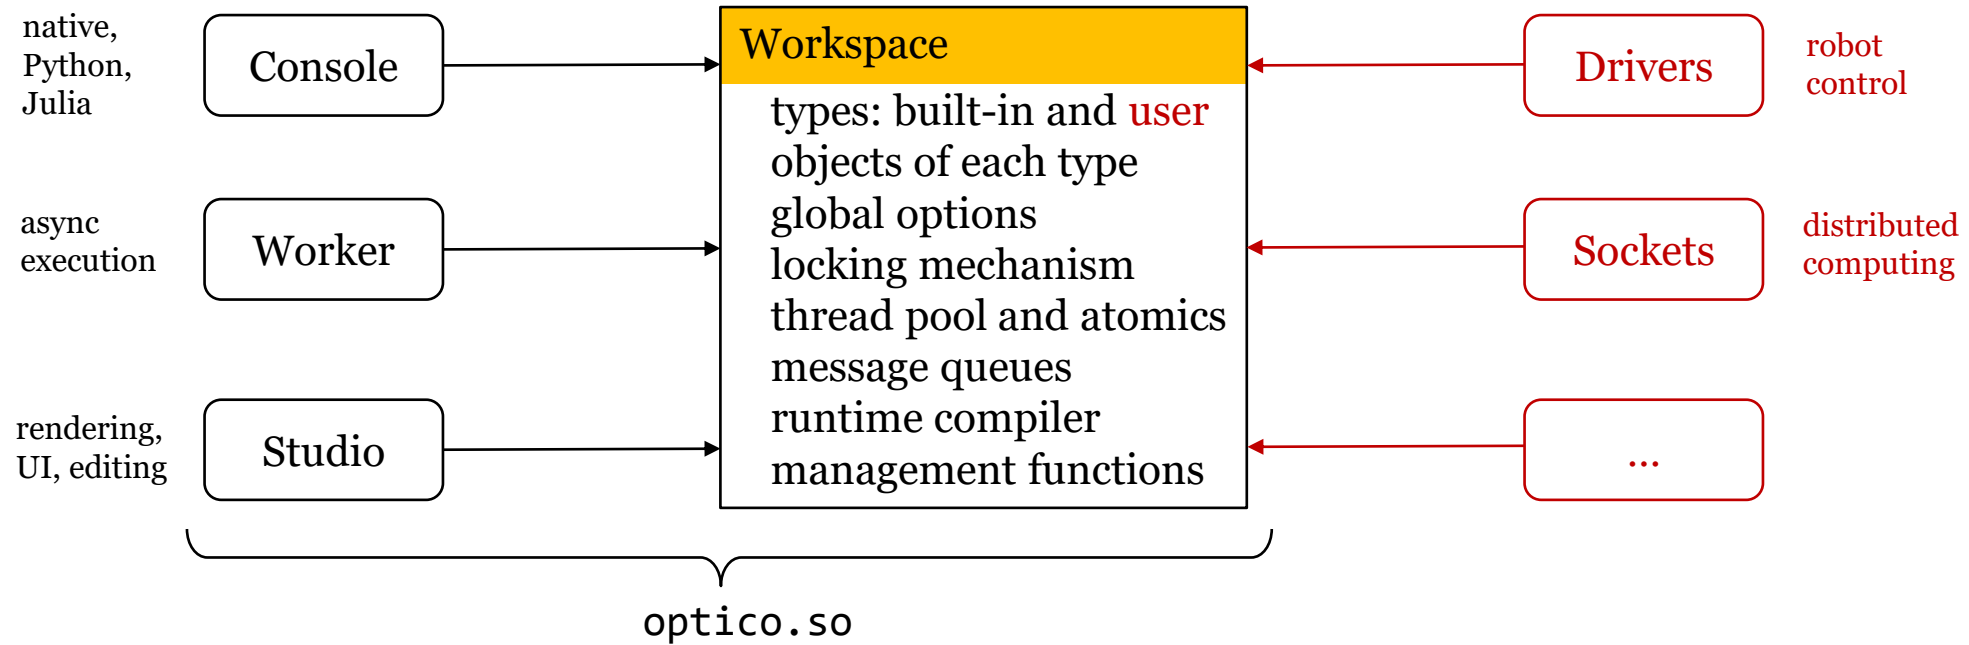 native,
Python,
Julia
Console
Workspace
types: built-in and user
objects of each type
global options
locking mechanism
thread pool and atomics
message queues
runtime compiler
management functions
Drivers
robot
control
async
execution
Worker
Sockets
distributed
computing
rendering,
UI, editing
Studio
...
optico.so